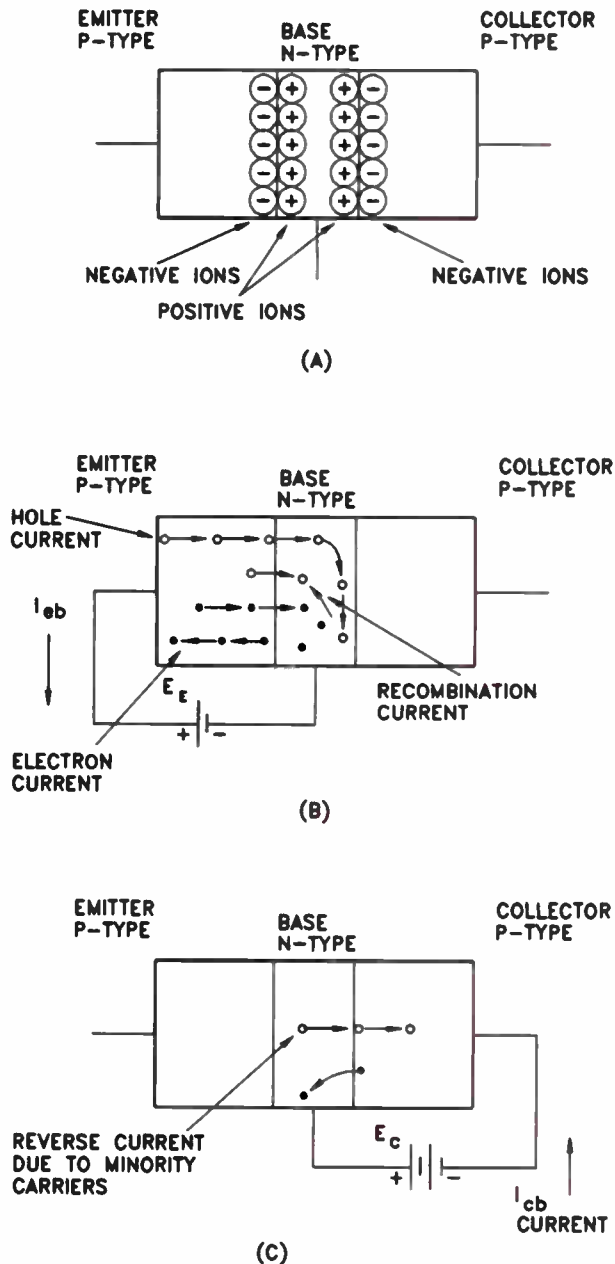 EMITTER
P-TYPE
BASE
N-TYPE
COLLECTOR
P-TYPE
- + + -
- + + -
- + + -
- + + -
- + + -
NEGATIVE IONS
POSITIVE IONS
NEGATIVE IONS
(A)
EMITTER
P-TYPE
BASE
N-TYPE
COLLECTOR
P-TYPE
HOLE
CURRENT
Ieb
EE
+ -
RECOMBINATION
CURRENT
ELECTRON
CURRENT
(B)
EMITTER
P-TYPE
BASE
N-TYPE
COLLECTOR
P-TYPE
REVERSE CURRENT
DUE TO MINORITY
CARRIERS
EC
+ -
Icb
CURRENT
(C)